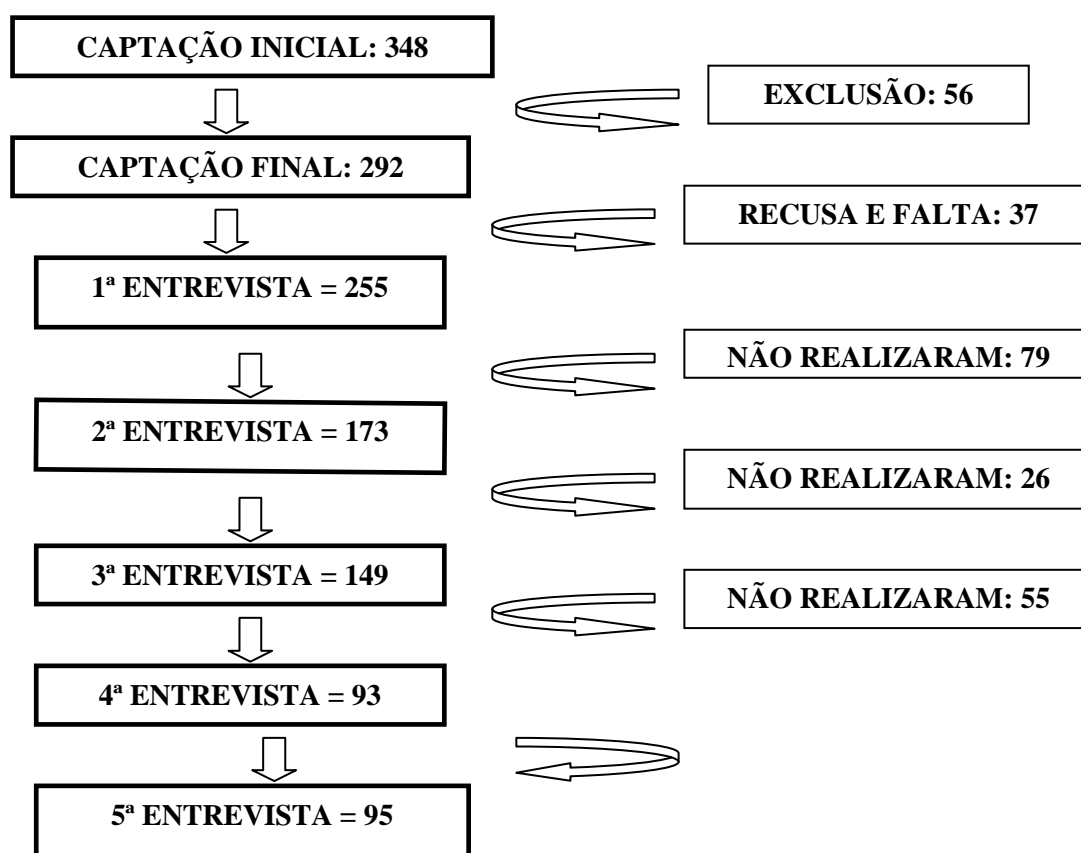 CAPTAÇÃO INICIAL: 348
EXCLUSÃO: 56
CAPTAÇÃO FINAL: 292
RECUSA E FALTA: 37
1ª ENTREVISTA = 255
NÃO REALIZARAM: 79
2ª ENTREVISTA = 173
NÃO REALIZARAM: 26
3ª ENTREVISTA = 149
NÃO REALIZARAM: 55
4ª ENTREVISTA = 93
5ª ENTREVISTA = 95